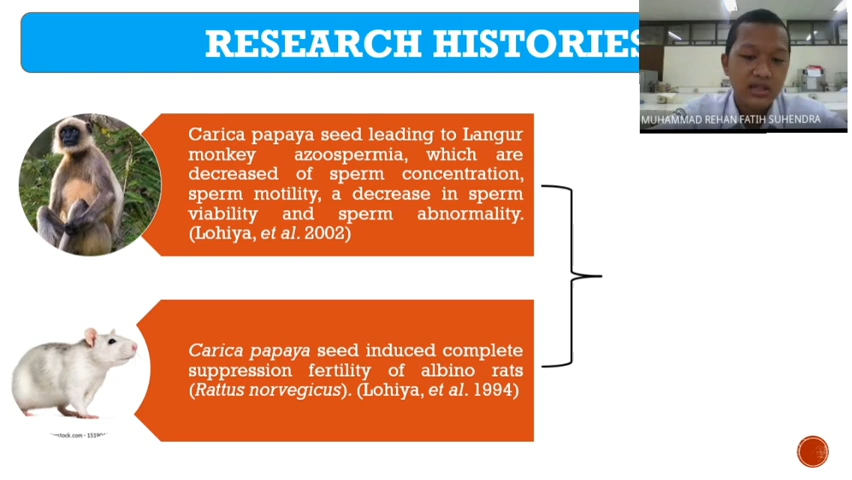 RESEARCH HISTORIES
MUHAMMAD REHAN FATIH SUHENDRA
Carica papaya seed leading to Langur
monkey azoospermia, which are
decreased of sperm concentration,
sperm motility, a decrease in sperm
viability and sperm abnormality.
(Lohiya, et al. 2002)
Carica papaya seed induced complete
suppression fertility of albino rats
(Rattus norvegicus). (Lohiya, et al. 1994)